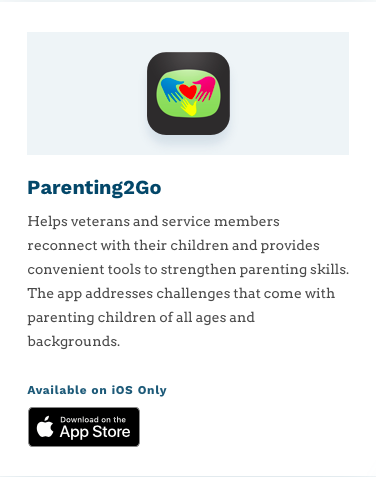 Parenting2Go
Helps veterans and service members
reconnect with their children and provides
convenient tools to strengthen parenting skills.
The app addresses challenges that come with
parenting children of all ages and
backgrounds.
Available on iOS Only
Download on the
App Store